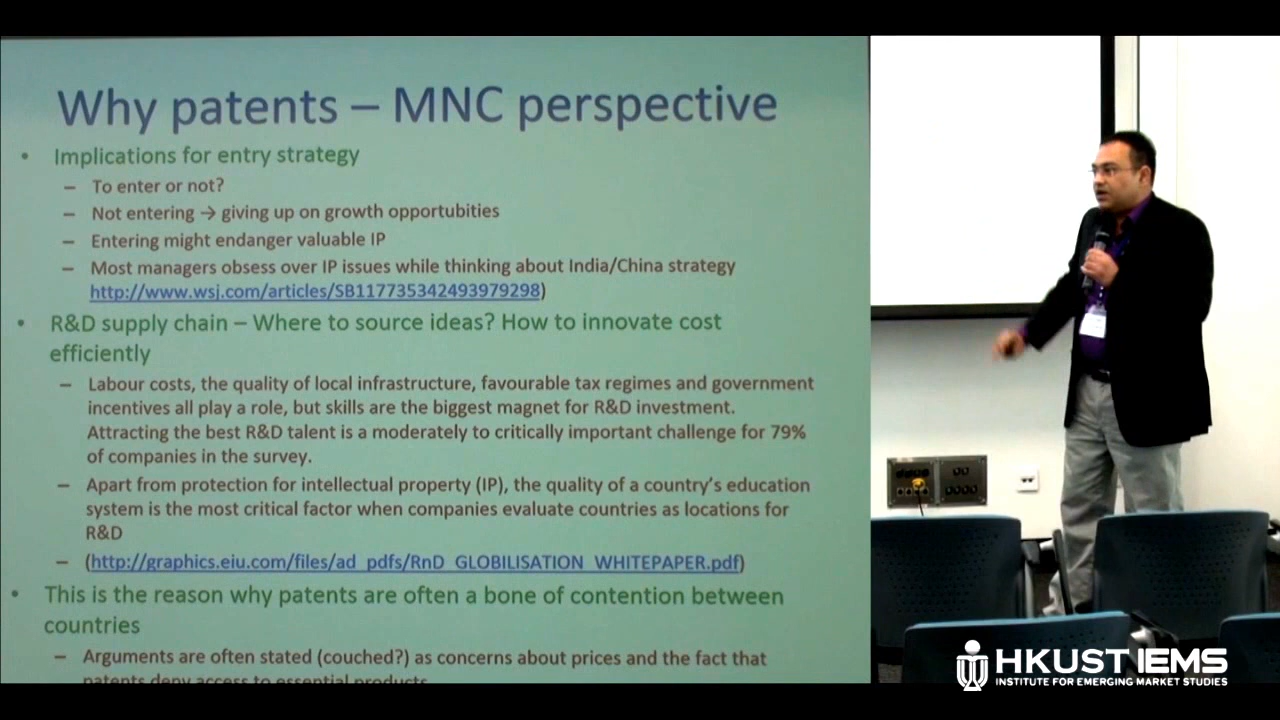 Why patents – MNC perspective
• Implications for entry strategy
– To enter or not?
– Not entering → giving up on growth opportubities
– Entering might endanger valuable IP
– Most managers obsess over IP issues while thinking about India/China strategy
http://www.wsj.com/articles/SB117735342493979298)
• R&D supply chain – Where to source ideas? How to innovate cost
efficiently
– Labour costs, the quality of local infrastructure, favourable tax regimes and government
incentives all play a role, but skills are the biggest magnet for R&D investment.
Attracting the best R&D talent is a moderately to critically important challenge for 79%
of companies in the survey.
– Apart from protection for intellectual property (IP), the quality of a country's education
system is the most critical factor when companies evaluate countries as locations for
R&D
– (http://graphics.eiu.com/files/ad_pdfs/RnD_GLOBILISATION_WHITEPAPER.pdf)
• This is the reason why patents are often a bone of contention between
countries
– Arguments are often stated (couched?) as concerns about prices and the fact that
patents deny access to essential products
HKUST IEMS
INSTITUTE FOR EMERGING MARKET STUDIES